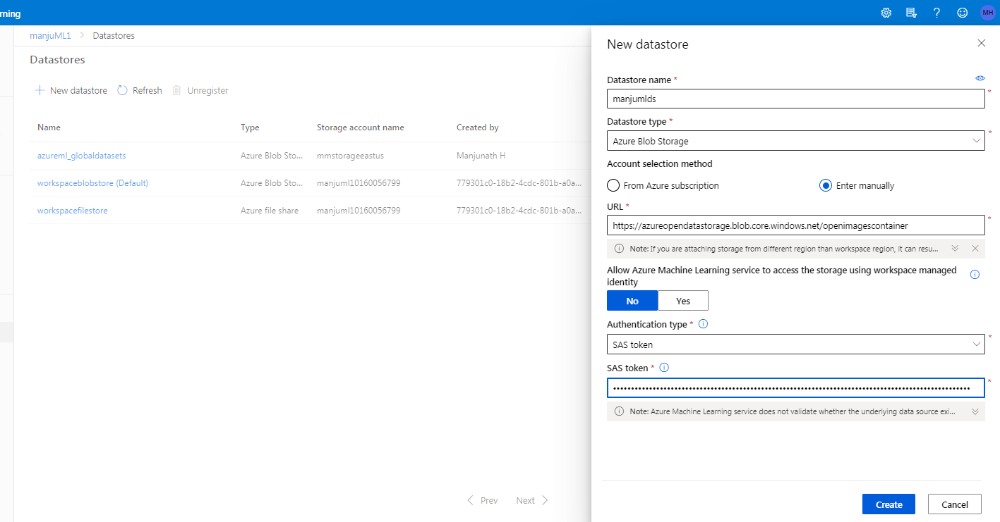 rning
MH
manjuML1 > Datastores
Datastores
New datastore Refresh Unregister
Name Type Storage account name Created by
azureml_globaldatasets Azure Blob Sto... mmstorageeastus Manjunath H
workspaceblobstore (Default) Azure Blob Sto... manjuml10160056799 779301c0-18b2-4cdc-801b-a0a...
workspacefilestore Azure file share manjuml10160056799 779301c0-18b2-4cdc-801b-a0a...
Prev Next
New datastore
Datastore name *
manjumlds *
Datastore type *
Azure Blob Storage *
Account selection method
From Azure subscription Enter manually
URL *
https://azureopendatastorage.blob.core.windows.net/openimagescontainer *
Note: If you are attaching storage from different region than workspace region, it can resu...
Allow Azure Machine Learning service to access the storage using workspace managed
identity
No Yes
Authentication type *
SAS token *
SAS token *
*
Note: Azure Machine Learning service does not validate whether the underlying data source exi...
Create Cancel